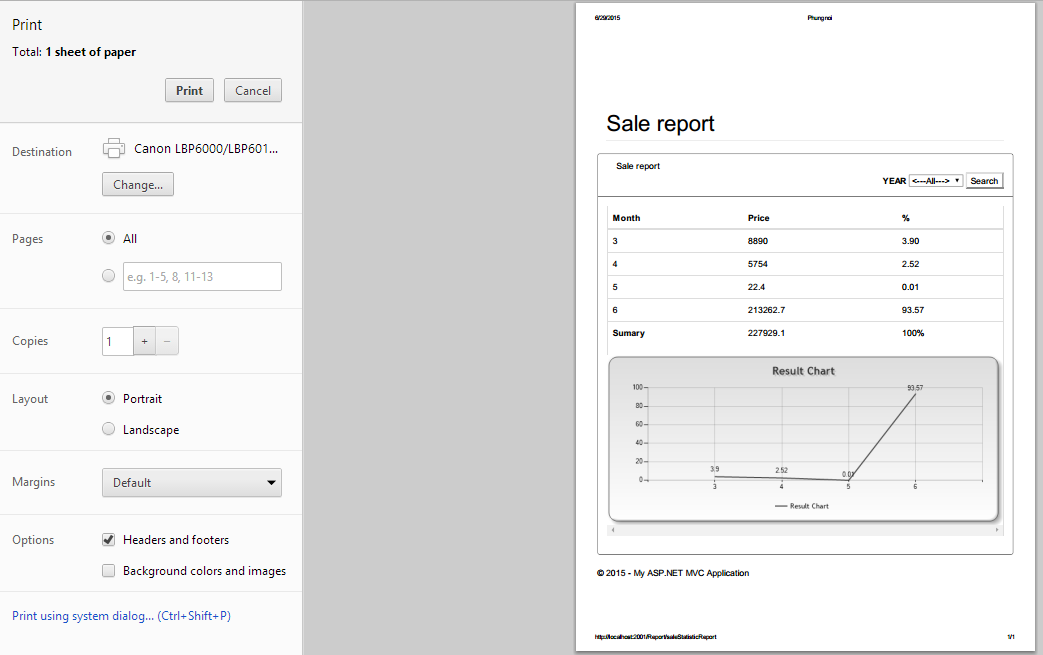 Print
Total: 1 sheet of paper
Print Cancel
Destination Canon LBP6000/LBP601...
Change...
Pages All
e.g. 1-5, 8, 11-13
Copies 1 + −
Layout Portrait
Landscape
Margins Default
Options Headers and footers
Background colors and images
Print using system dialog... (Ctrl+Shift+P)
6/29/2015 Phungnoi
Sale report
Sale report
YEAR <---All---> Search
Month Price %
3 8890 3.90
4 5754 2.52
5 22.4 0.01
6 213262.7 93.57
Sumary 227929.1 100%
Result Chart
100 93.57
80
60
40
20 3.9 2.52 0.01
0
3 4 5 6
Result Chart
© 2015 - My ASP.NET MVC Application
http://localhost:2001/Report/saleStatisticReport 1/1